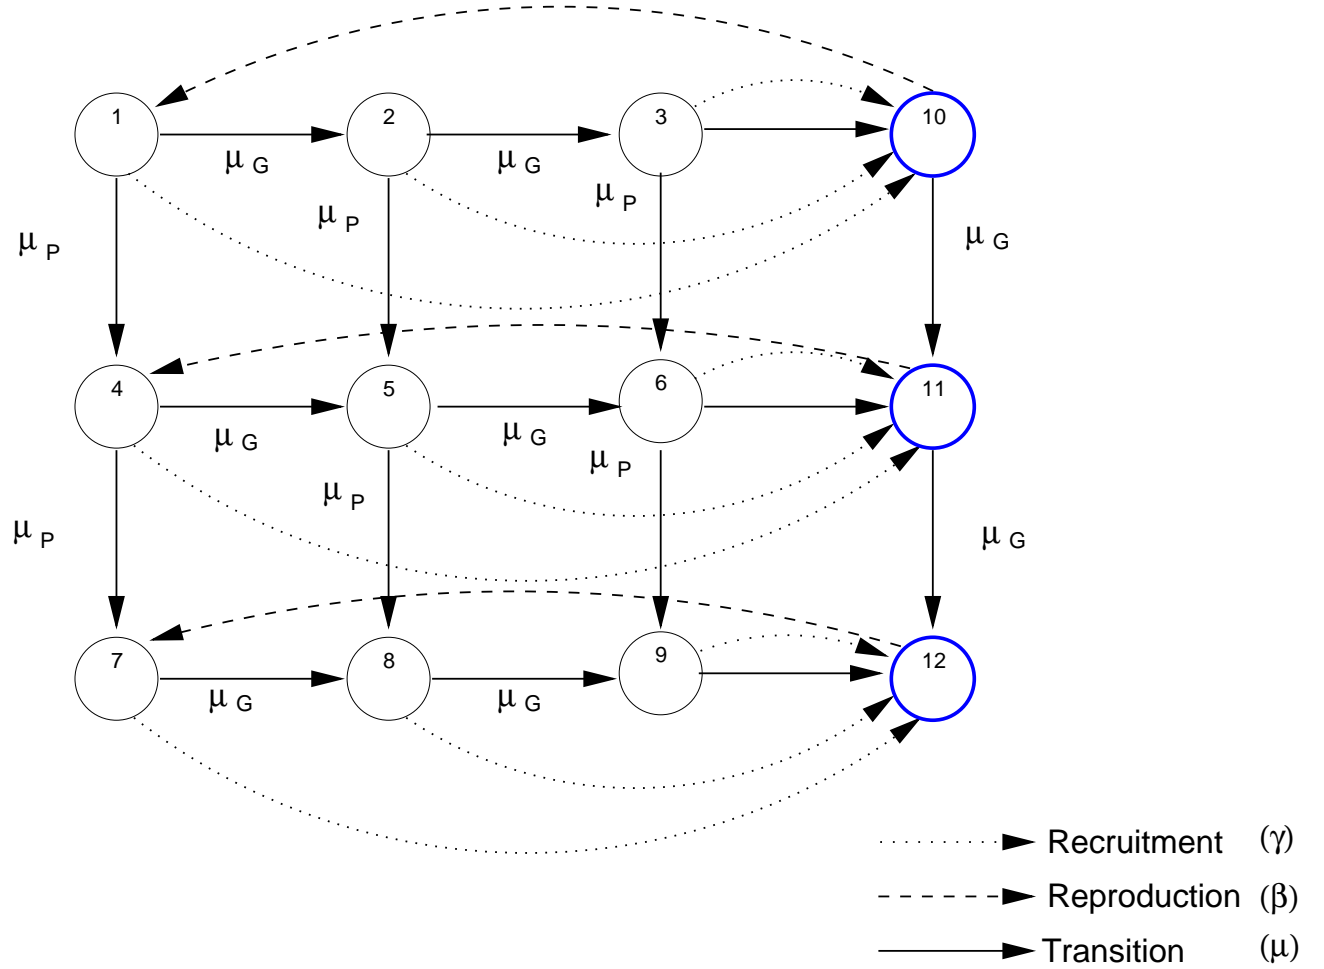 1 2 3 10
μ G μ G
μ P μ P μ P μ G
4 5 6 11
μ G μ G
μ P μ P μ P μ G
7 8 9 12
μ G μ G
Recruitment (γ)
Reproduction (β)
Transition (μ)